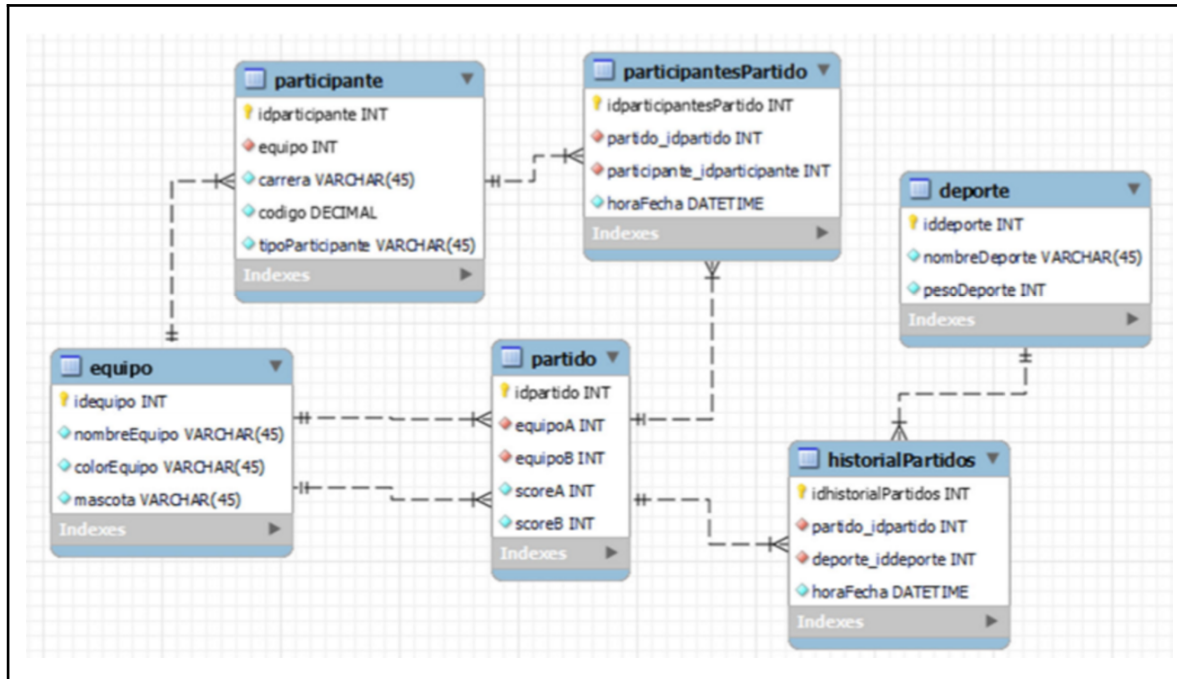 participante
idparticipante INT
equipo INT
carrera VARCHAR(45)
codigo DECIMAL
tipoParticipante VARCHAR(45)
Indexes
participantesPartido
idparticipantesPartido INT
partido_idpartido INT
participante_idparticipante INT
horaFecha DATETIME
Indexes
deporte
iddeporte INT
nombreDeporte VARCHAR(45)
pesoDeporte INT
Indexes
equipo
idequipo INT
nombreEquipo VARCHAR(45)
colorEquipo VARCHAR(45)
mascota VARCHAR(45)
Indexes
partido
idpartido INT
equipoA INT
equipoB INT
scoreA INT
scoreB INT
Indexes
historialPartidos
idhistorialPartidos INT
partido_idpartido INT
deporte_iddeporte INT
horaFecha DATETIME
Indexes